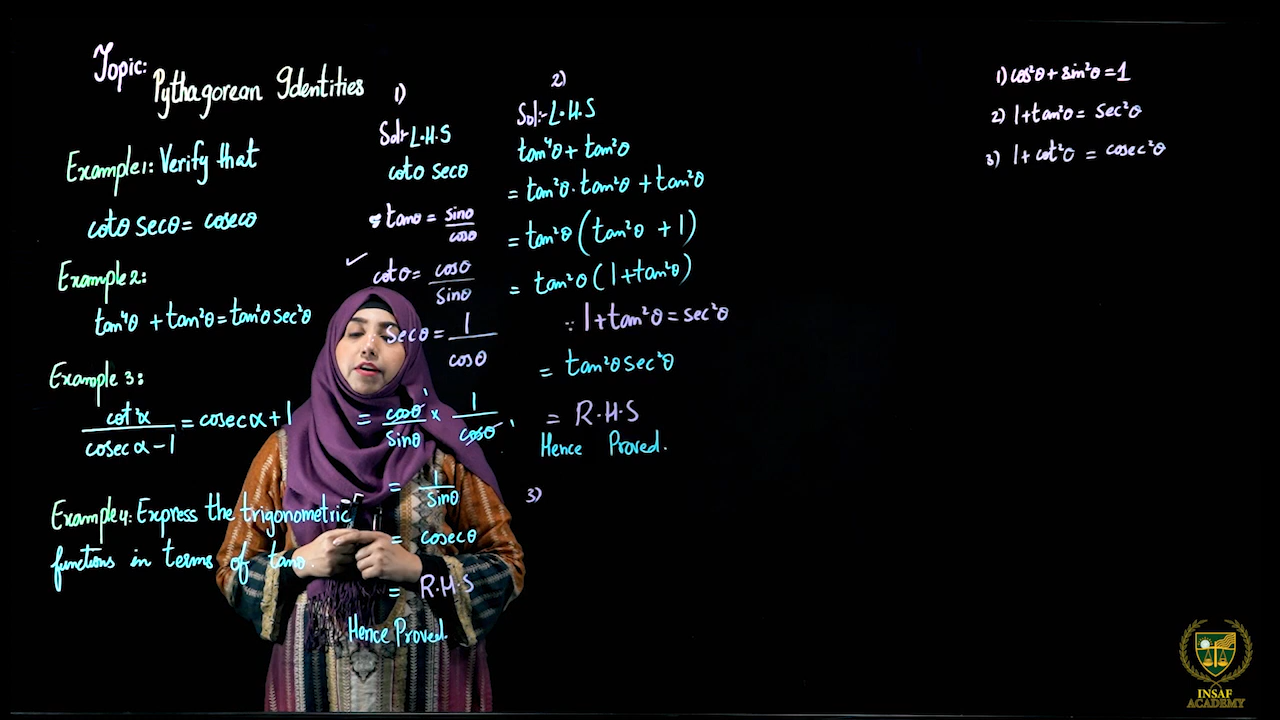 Topic:
Pythagorean Identities
Example 1: Verify that
cotθ secθ = cosecθ
Example 2:
tan⁴θ + tan²θ = tan²θ sec²θ
Example 3:
cot²α / cosec α − 1 = cosec α + 1
Example 4: Express the trigonometric
functions in terms of tanθ.
1)
Sol:- L.H.S
cotθ secθ
∵ tanθ = sinθ / cosθ
✓ cotθ = cosθ / sinθ
secθ = 1 / cosθ
= cosθ / sinθ × 1 / cosθ
= 1 / sinθ
= cosecθ
= R.H.S
Hence Proved.
2)
Sol:- L.H.S
tan⁴θ + tan²θ
= tan²θ . tan²θ + tan²θ
= tan²θ (tan²θ + 1)
= tan²θ (1 + tan²θ)
∵ 1 + tan²θ = sec²θ
= tan²θ sec²θ
= R.H.S
Hence Proved.
3)
1) cos²θ + sin²θ = 1
2) 1 + tan²θ = sec²θ
3) 1 + cot²θ = cosec²θ
INSAF
ACADEMY